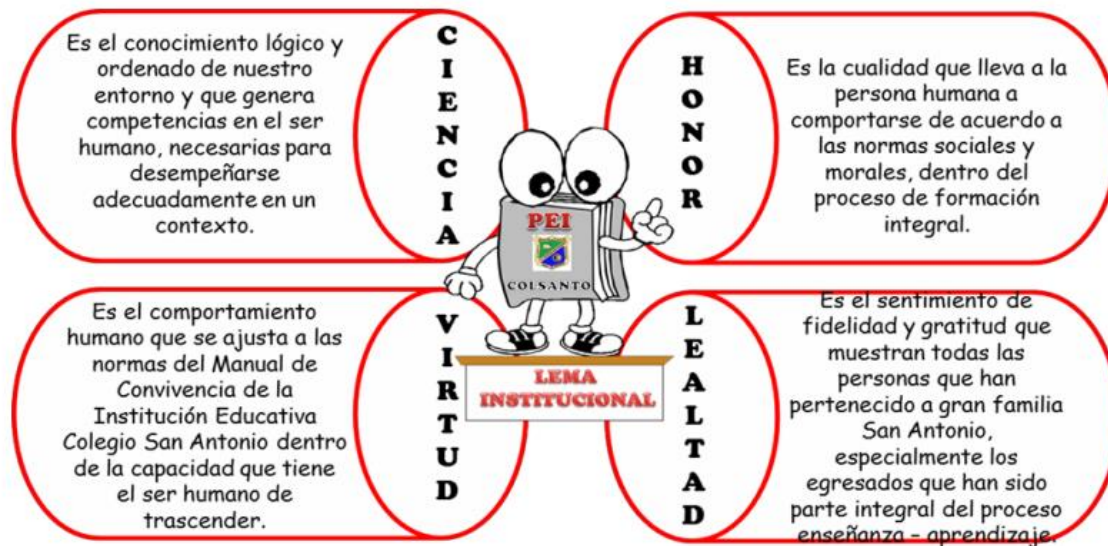 Es el conocimiento lógico y
ordenado de nuestro
entorno y que genera
competencias en el ser
humano, necesarias para
desempeñarse
adecuadamente en un
contexto.
CIENCIA
HONOR
Es la cualidad que lleva a la
persona humana a
comportarse de acuerdo a
las normas sociales y
morales, dentro del
proceso de formación
integral.
PEI
COLSANTO
LEMA
INSTITUCIONAL
Es el comportamiento
humano que se ajusta a las
normas del Manual de
Convivencia de la
Institución Educativa
Colegio San Antonio dentro
de la capacidad que tiene
el ser humano de
trascender.
VIRTUD
LEALTAD
Es el sentimiento de
fidelidad y gratitud que
muestran todas las
personas que han
pertenecido a gran familia
San Antonio,
especialmente los
egresados que han sido
parte integral del proceso
enseñanza – aprendizaje.